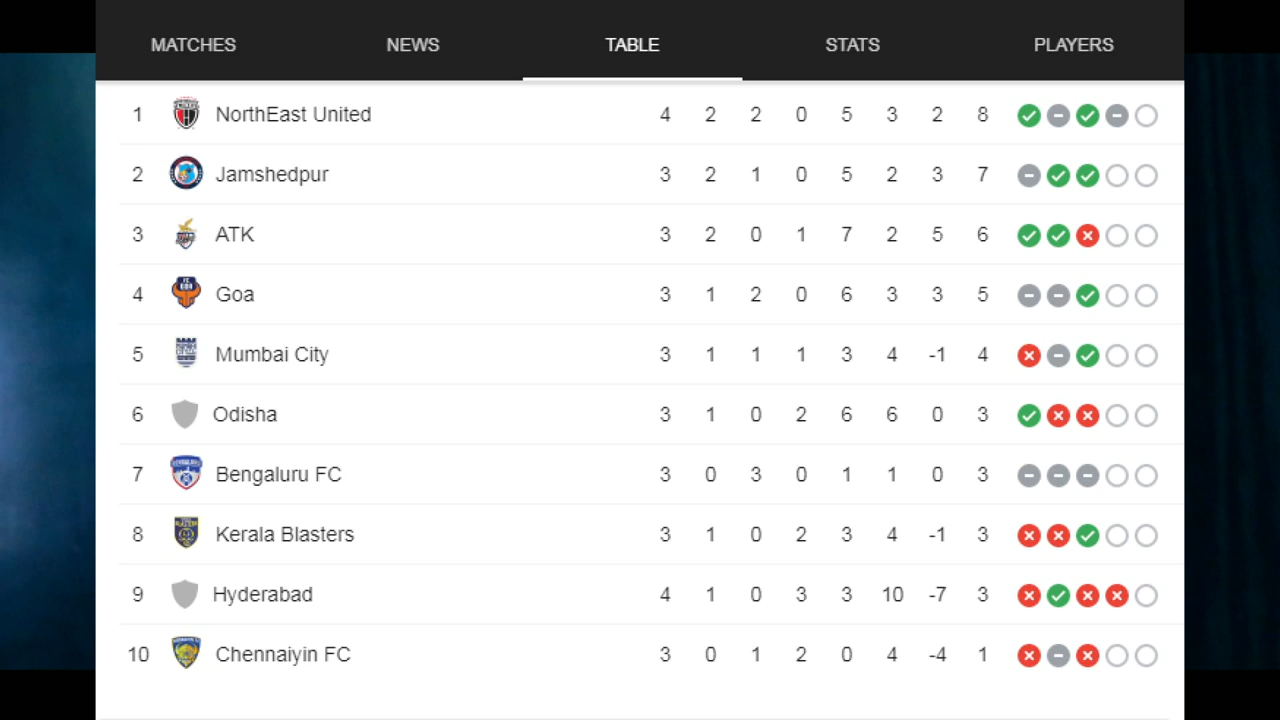 MATCHES NEWS TABLE STATS PLAYERS
1 NorthEast United 4 2 2 0 5 3 2 8
2 Jamshedpur 3 2 1 0 5 2 3 7
3 ATK 3 2 0 1 7 2 5 6
4 Goa 3 1 2 0 6 3 3 5
5 Mumbai City 3 1 1 1 3 4 -1 4
6 Odisha 3 1 0 2 6 6 0 3
7 Bengaluru FC 3 0 3 0 1 1 0 3
8 Kerala Blasters 3 1 0 2 3 4 -1 3
9 Hyderabad 4 1 0 3 3 10 -7 3
10 Chennaiyin FC 3 0 1 2 0 4 -4 1